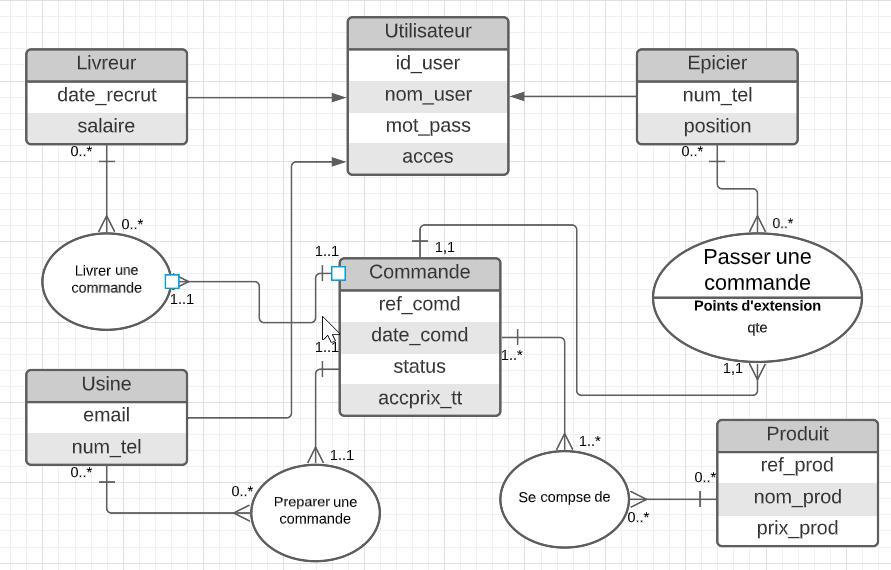 Utilisateur
id_user
nom_user
mot_pass
acces
Livreur
date_recrut
salaire
0..*
0..*
Epicier
num_tel
position
0..*
0..*
Livrer une
commande
1..1
1..1
1,1
Commande
ref_comd
date_comd
status
accprix_tt
1..1
1..*
Passer une
commande
Points d'extension
qte
1,1
Usine
email
num_tel
0..*
0..*
1..1
Preparer une
commande
1..*
Se compse de
0..*
0..*
Produit
ref_prod
nom_prod
prix_prod